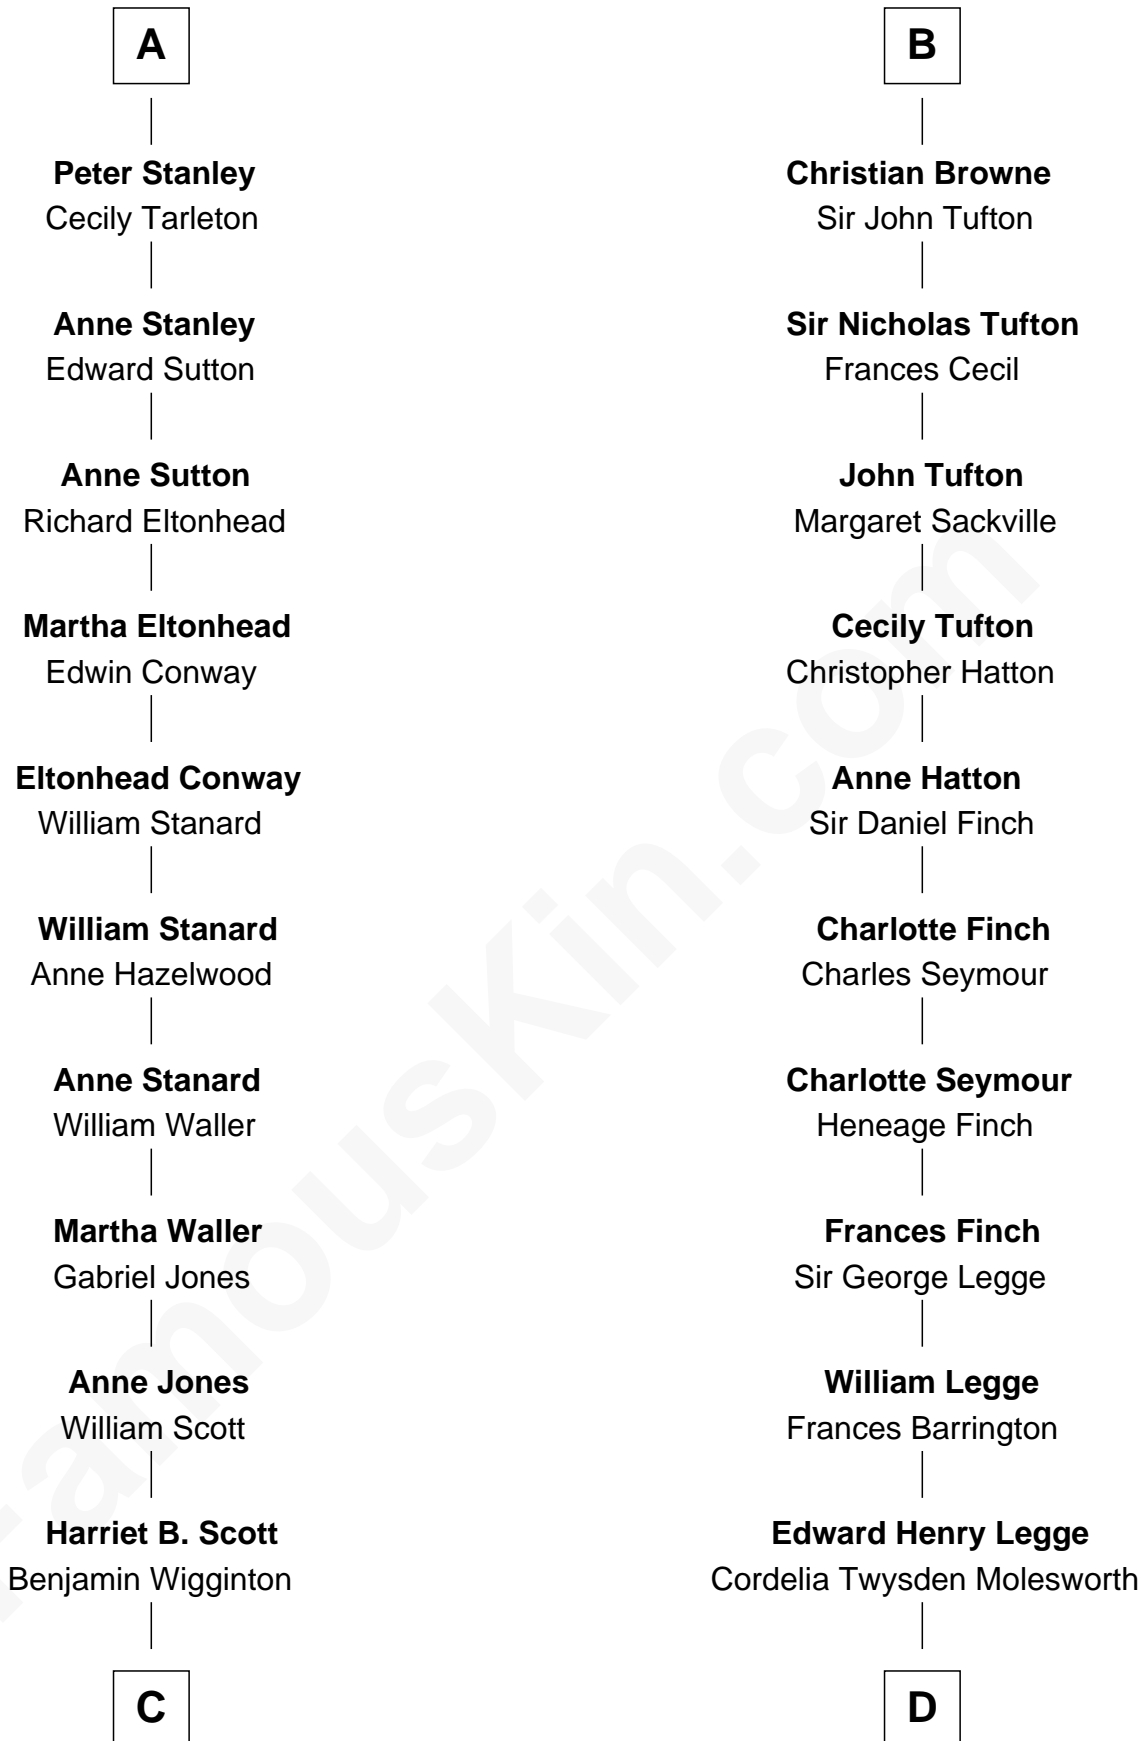 A
Peter Stanley
Cecily Tarleton
Anne Stanley
Edward Sutton
Anne Sutton
Richard Eltonhead
Martha Eltonhead
Edwin Conway
Eltonhead Conway
William Stanard
William Stanard
Anne Hazelwood
Anne Stanard
William Waller
Martha Waller
Gabriel Jones
Anne Jones
William Scott
Harriet B. Scott
Benjamin Wigginton
C
B
Christian Browne
Sir John Tufton
Sir Nicholas Tufton
Frances Cecil
John Tufton
Margaret Sackville
Cecily Tufton
Christopher Hatton
Anne Hatton
Sir Daniel Finch
Charlotte Finch
Charles Seymour
Charlotte Seymour
Heneage Finch
Frances Finch
Sir George Legge
William Legge
Frances Barrington
Edward Henry Legge
Cordelia Twysden Molesworth
D
FamousKin.com